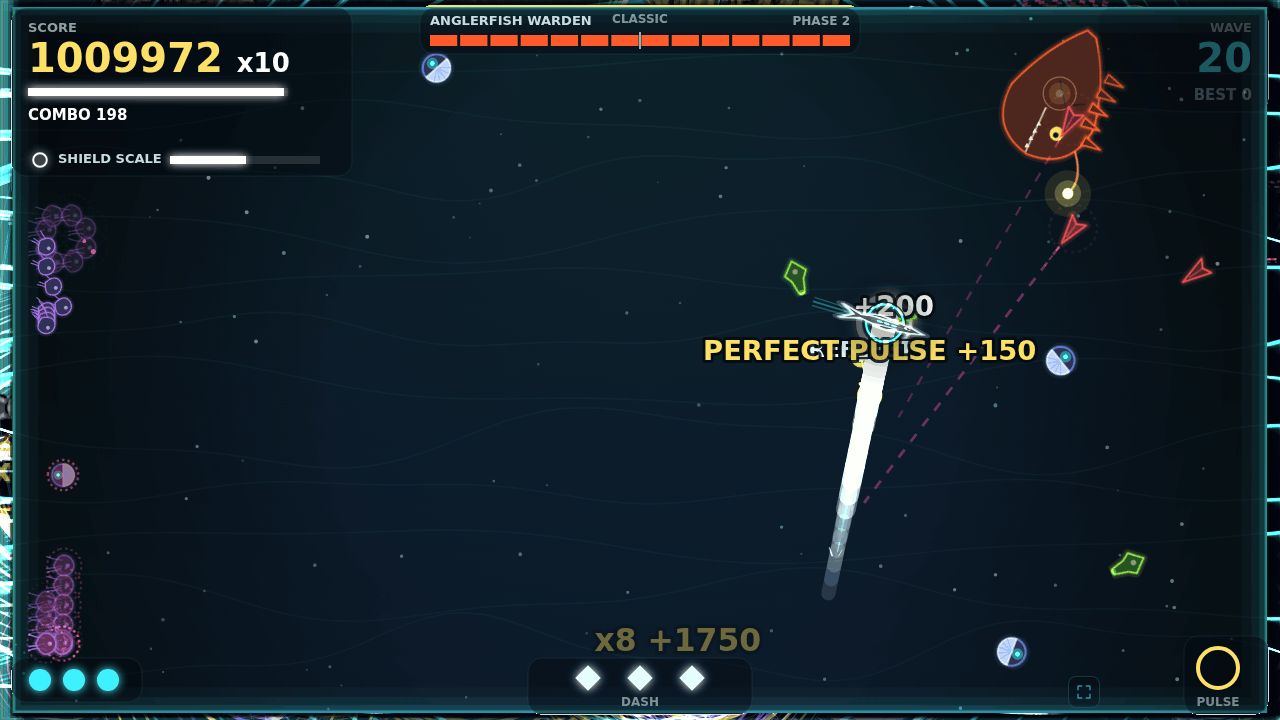 SCORE
1009972 x10
COMBO 198
SHIELD SCALE
ANGLERFISH WARDEN CLASSIC PHASE 2
WAVE
20
BEST 0
+200
PERFECT PULSE +150
x8 +1750
DASH
PULSE